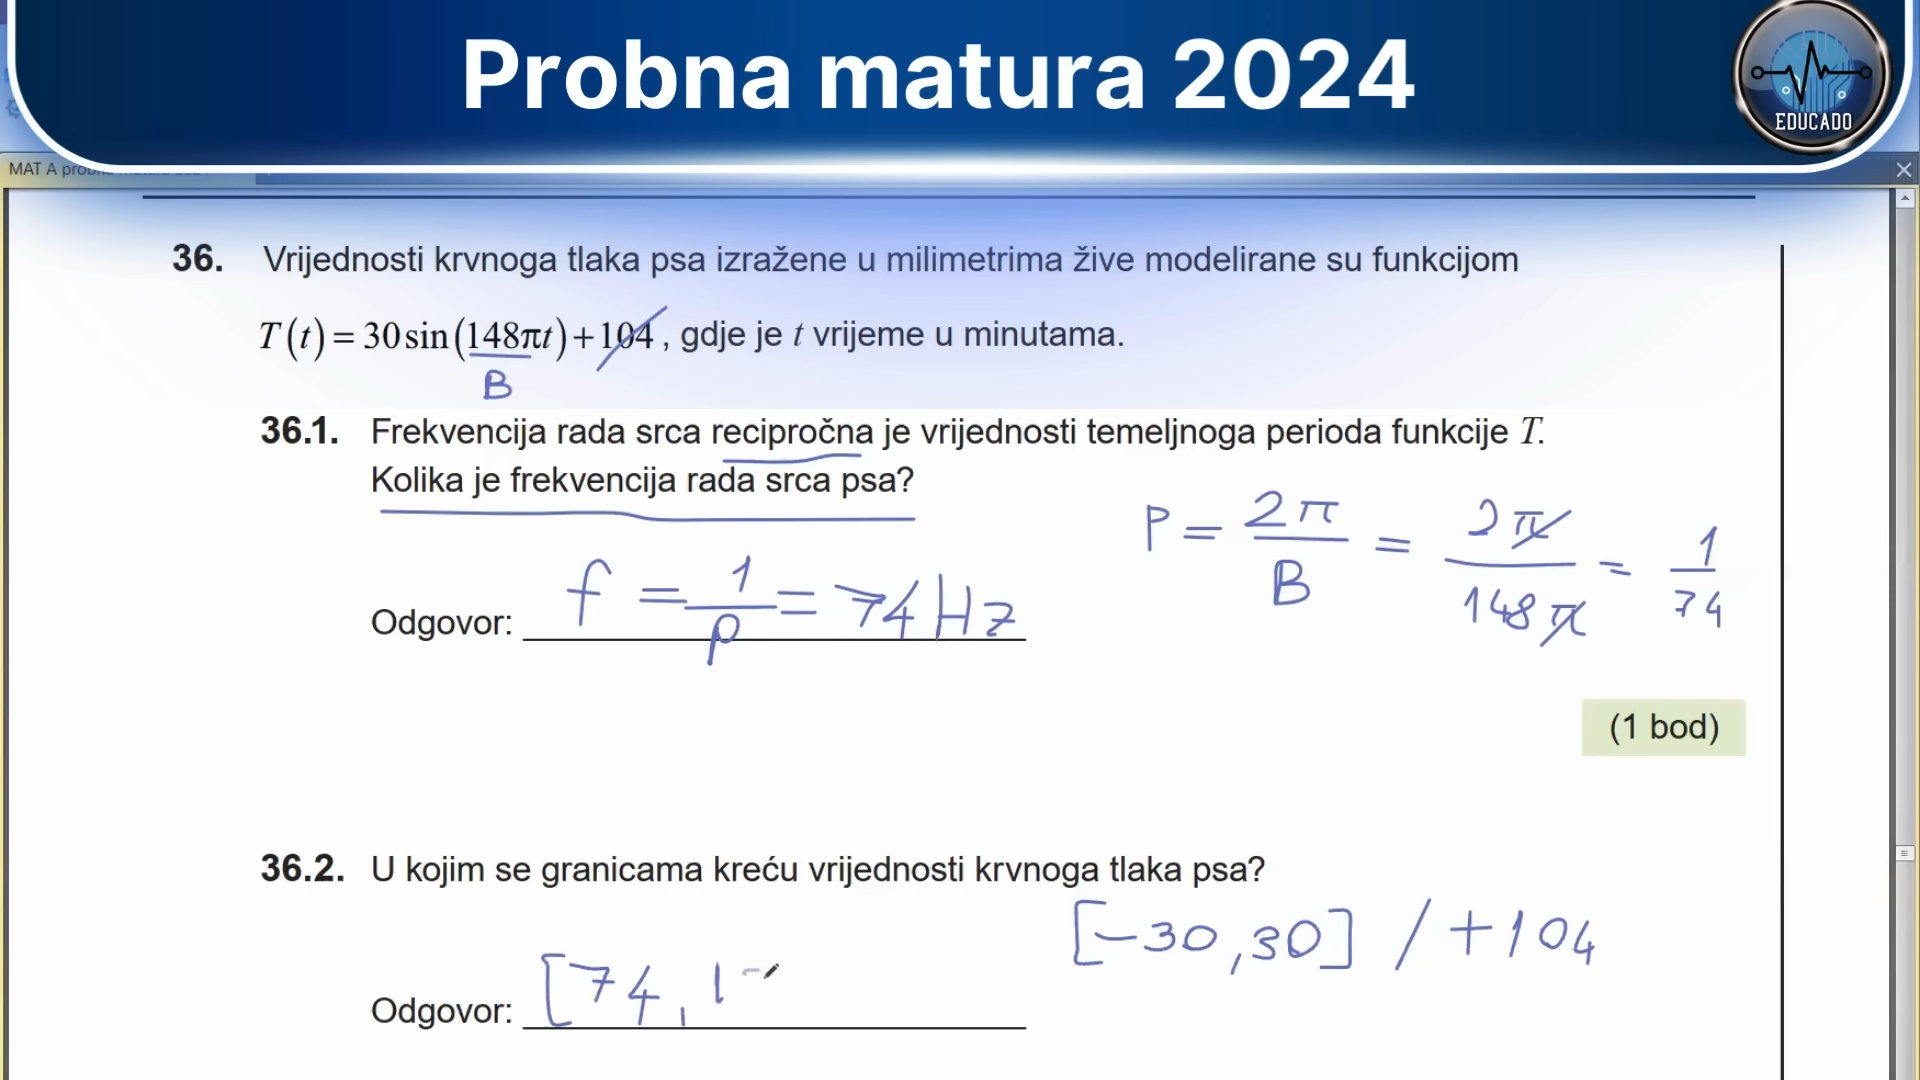 Probna matura 2024
EDUCADO
MAT A
36. Vrijednosti krvnoga tlaka psa izražene u milimetrima žive modelirane su funkcijom
T(t) = 30 sin(148πt) + 104, gdje je t vrijeme u minutama.
B
36.1. Frekvencija rada srca recipročna je vrijednosti temeljnoga perioda funkcije T.
Kolika je frekvencija rada srca psa?
P = 2π/B = 2π/148π = 1/74
Odgovor: f = 1/P = 74 Hz
(1 bod)
36.2. U kojim se granicama kreću vrijednosti krvnoga tlaka psa?
[-30, 30] / +104
Odgovor: [74, 1